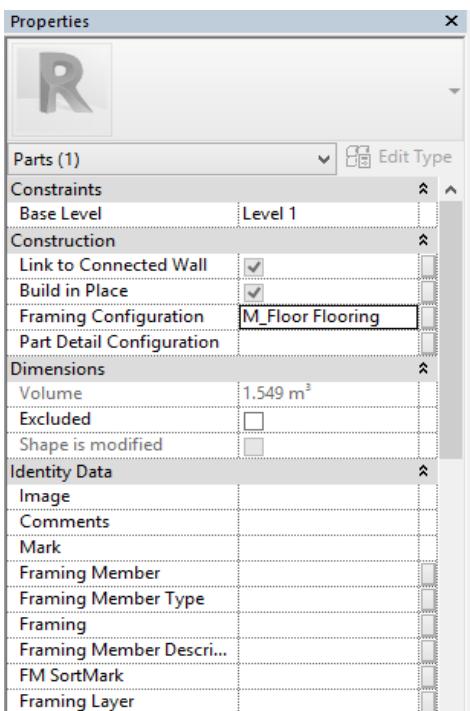 Properties
R
Parts (1) Edit Type
Constraints
Base Level Level 1
Construction
Link to Connected Wall
Build in Place
Framing Configuration M_Floor Flooring
Part Detail Configuration
Dimensions
Volume 1.549 m³
Excluded
Shape is modified
Identity Data
Image
Comments
Mark
Framing Member
Framing Member Type
Framing
Framing Member Descri...
FM SortMark
Framing Layer